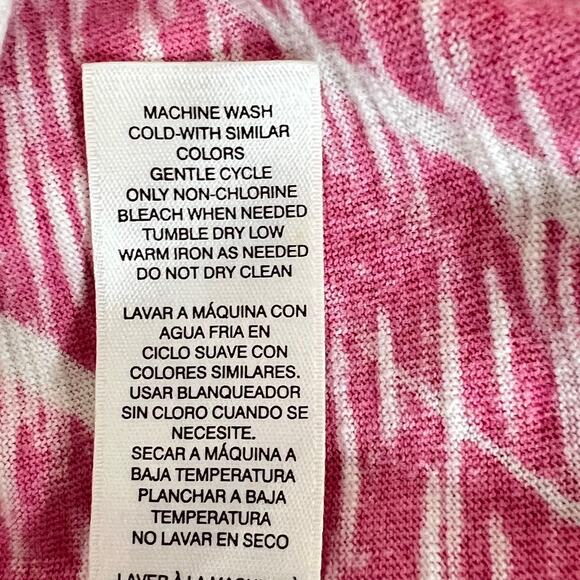 MACHINE WASH
COLD-WITH SIMILAR
COLORS
GENTLE CYCLE
ONLY NON-CHLORINE
BLEACH WHEN NEEDED
TUMBLE DRY LOW
WARM IRON AS NEEDED
DO NOT DRY CLEAN
LAVAR A MÁQUINA CON
AGUA FRIA EN
CICLO SUAVE CON
COLORES SIMILARES.
USAR BLANQUEADOR
SIN CLORO CUANDO SE
NECESITE.
SECAR A MÁQUINA A
BAJA TEMPERATURA
PLANCHAR A BAJA
TEMPERATURA
NO LAVAR EN SECO
LAVER À LA